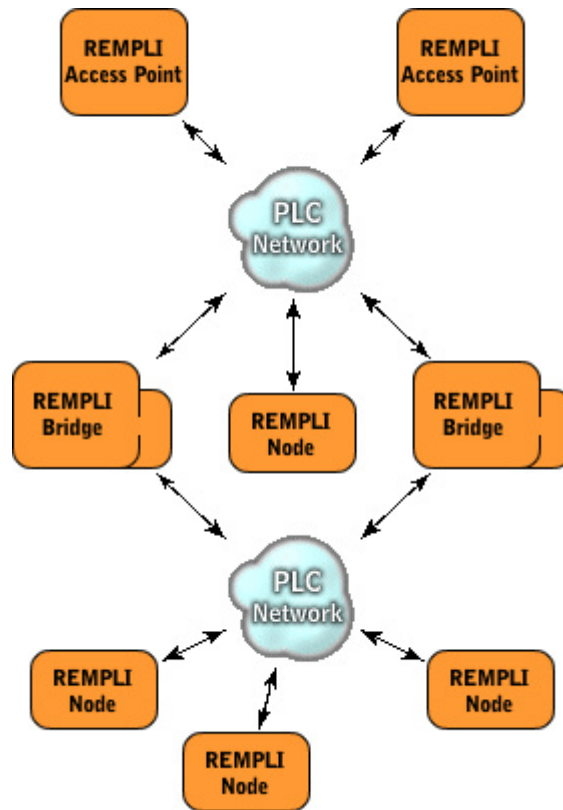 REMPLI
Access Point
REMPLI
Access Point
PLC
Network
REMPLI
Bridge
REMPLI
Node
REMPLI
Bridge
PLC
Network
REMPLI
Node
REMPLI
Node
REMPLI
Node